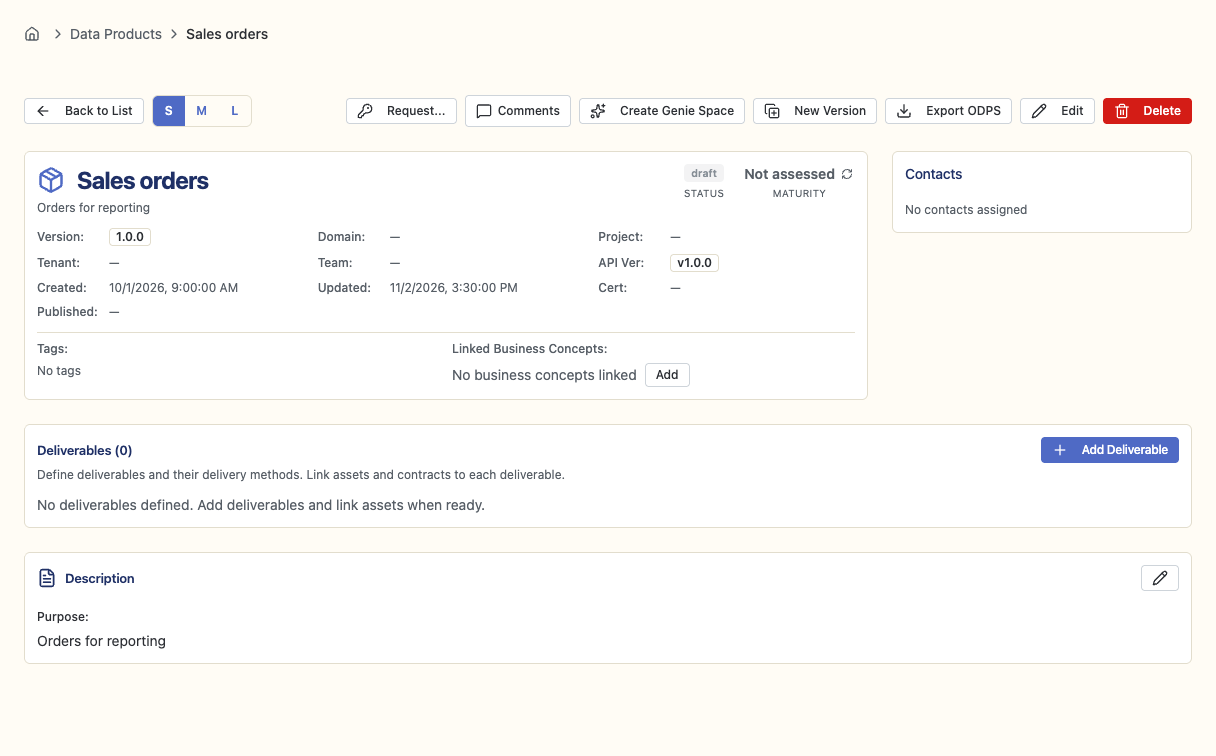 Data Products Sales orders
Back to List S M L Request... Comments Create Genie Space New Version Export ODPS Edit Delete
Sales orders
draft
STATUS
Not assessed
MATURITY
Orders for reporting
Version: 1.0.0 Domain: — Project: —
Tenant: — Team: — API Ver: v1.0.0
Created: 10/1/2026, 9:00:00 AM Updated: 11/2/2026, 3:30:00 PM Cert: —
Published: —
Tags:
No tags
Linked Business Concepts:
No business concepts linked Add
Contacts
No contacts assigned
Deliverables (0) Add Deliverable
Define deliverables and their delivery methods. Link assets and contracts to each deliverable.
No deliverables defined. Add deliverables and link assets when ready.
Description
Purpose:
Orders for reporting